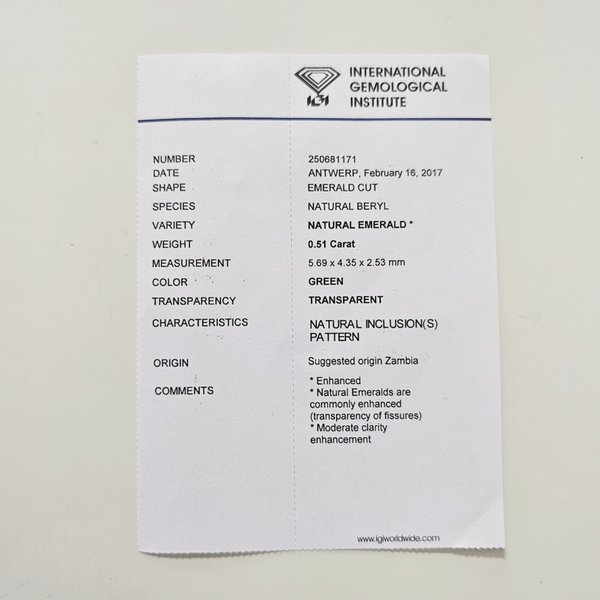 INTERNATIONAL
GEMOLOGICAL
INSTITUTE
IGI
NUMBER 250681171
DATE ANTWERP, February 16, 2017
SHAPE EMERALD CUT
SPECIES NATURAL BERYL
VARIETY NATURAL EMERALD *
WEIGHT 0.51 Carat
MEASUREMENT 5.69 x 4.35 x 2.53 mm
COLOR GREEN
TRANSPARENCY TRANSPARENT
CHARACTERISTICS NATURAL INCLUSION(S)
PATTERN
ORIGIN Suggested origin Zambia
COMMENTS * Enhanced
* Natural Emeralds are
commonly enhanced
(transparency of fissures)
* Moderate clarity
enhancement
www.igiworldwide.com